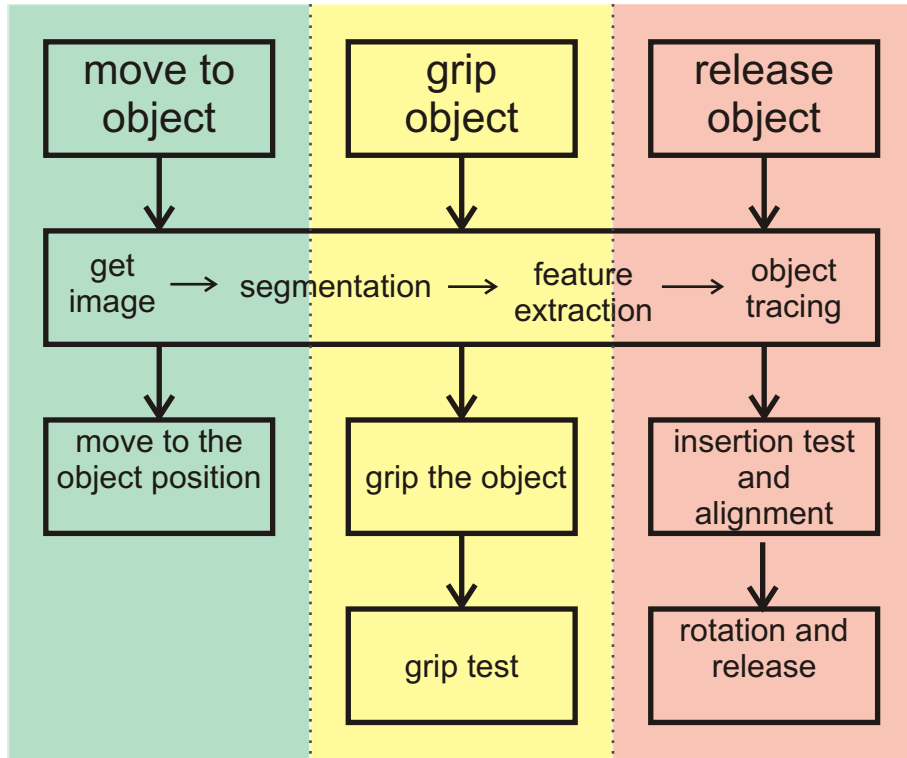 move to
object
grip
object
release
object
get
image
segmentation
feature
extraction
object
tracing
move to the
object position
grip the object
insertion test
and
alignment
grip test
rotation and
release